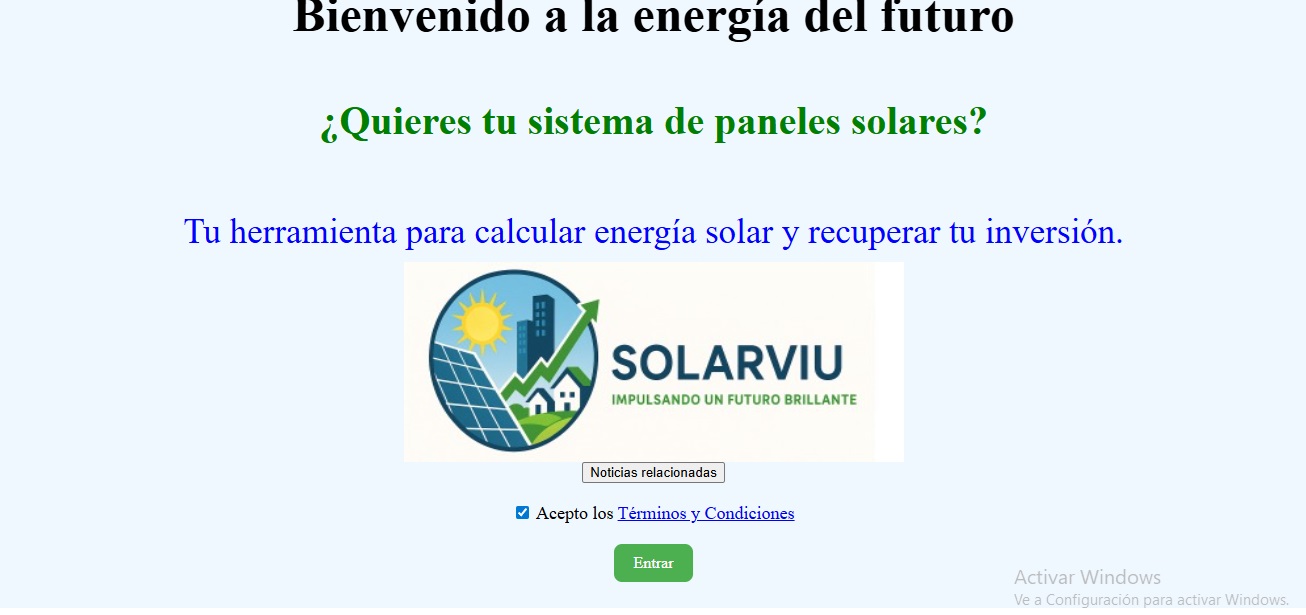 Bienvenido a la energía del futuro
¿Quieres tu sistema de paneles solares?
Tu herramienta para calcular energía solar y recuperar tu inversión.
SOLARVIU
IMPULSANDO UN FUTURO BRILLANTE
Noticias relacionadas
Acepto los Términos y Condiciones
Entrar
Activar Windows
Ve a Configuración para activar Windows.